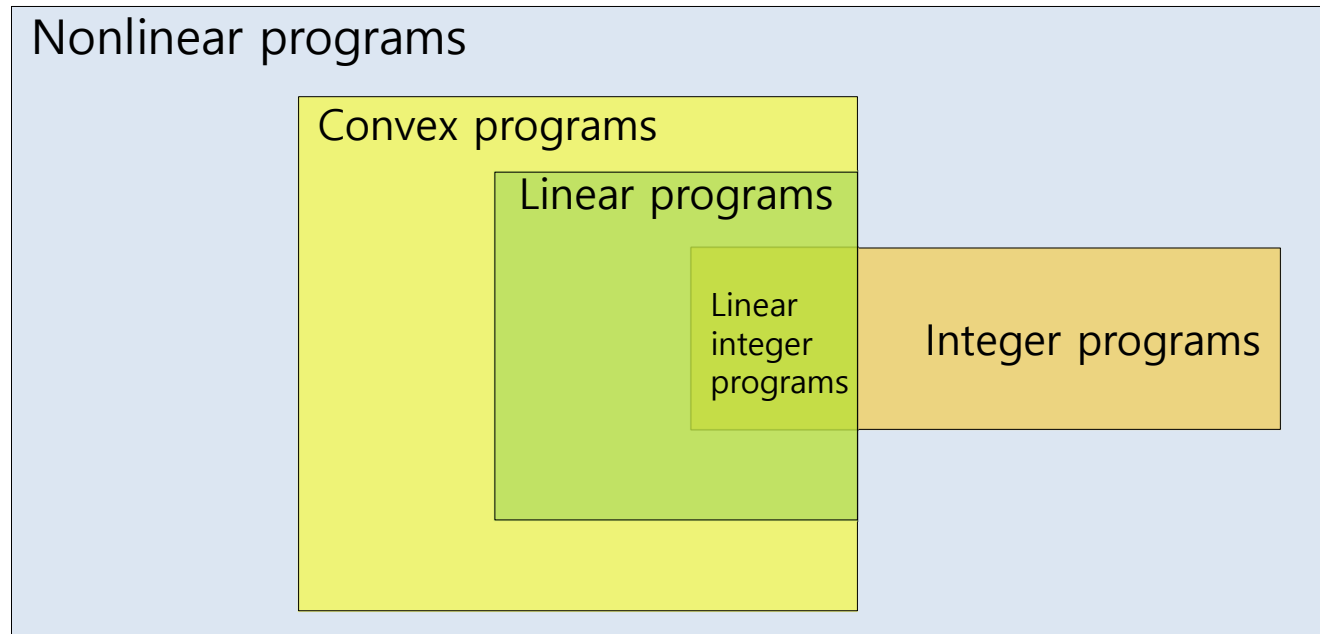 Nonlinear programs
Convex programs
Linear programs
Linear
integer
programs
Integer programs